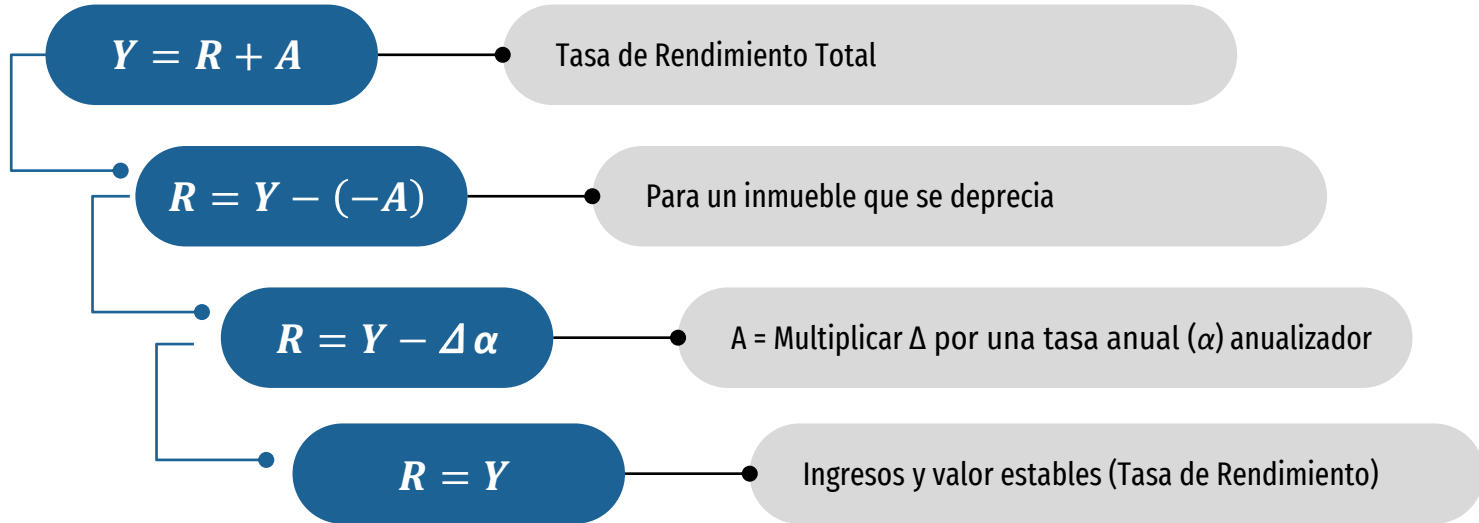 Y = R + A
Tasa de Rendimiento Total
R = Y − (−A)
Para un inmueble que se deprecia
R = Y − Δ α
A = Multiplicar Δ por una tasa anual (α) anualizador
R = Y
Ingresos y valor estables (Tasa de Rendimiento)